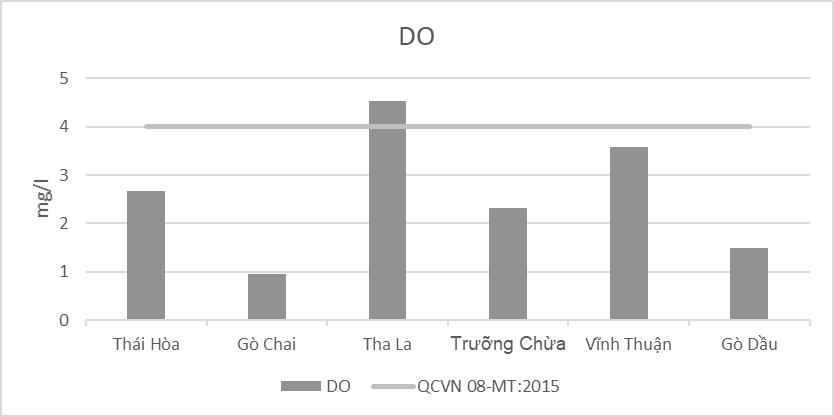 DO
5
4
3
2
1
0
mg/l
Thái Hòa Gò Chai Tha La Trưỡng Chừa Vĩnh Thuận Gò Dầu
DO QCVN 08-MT:2015